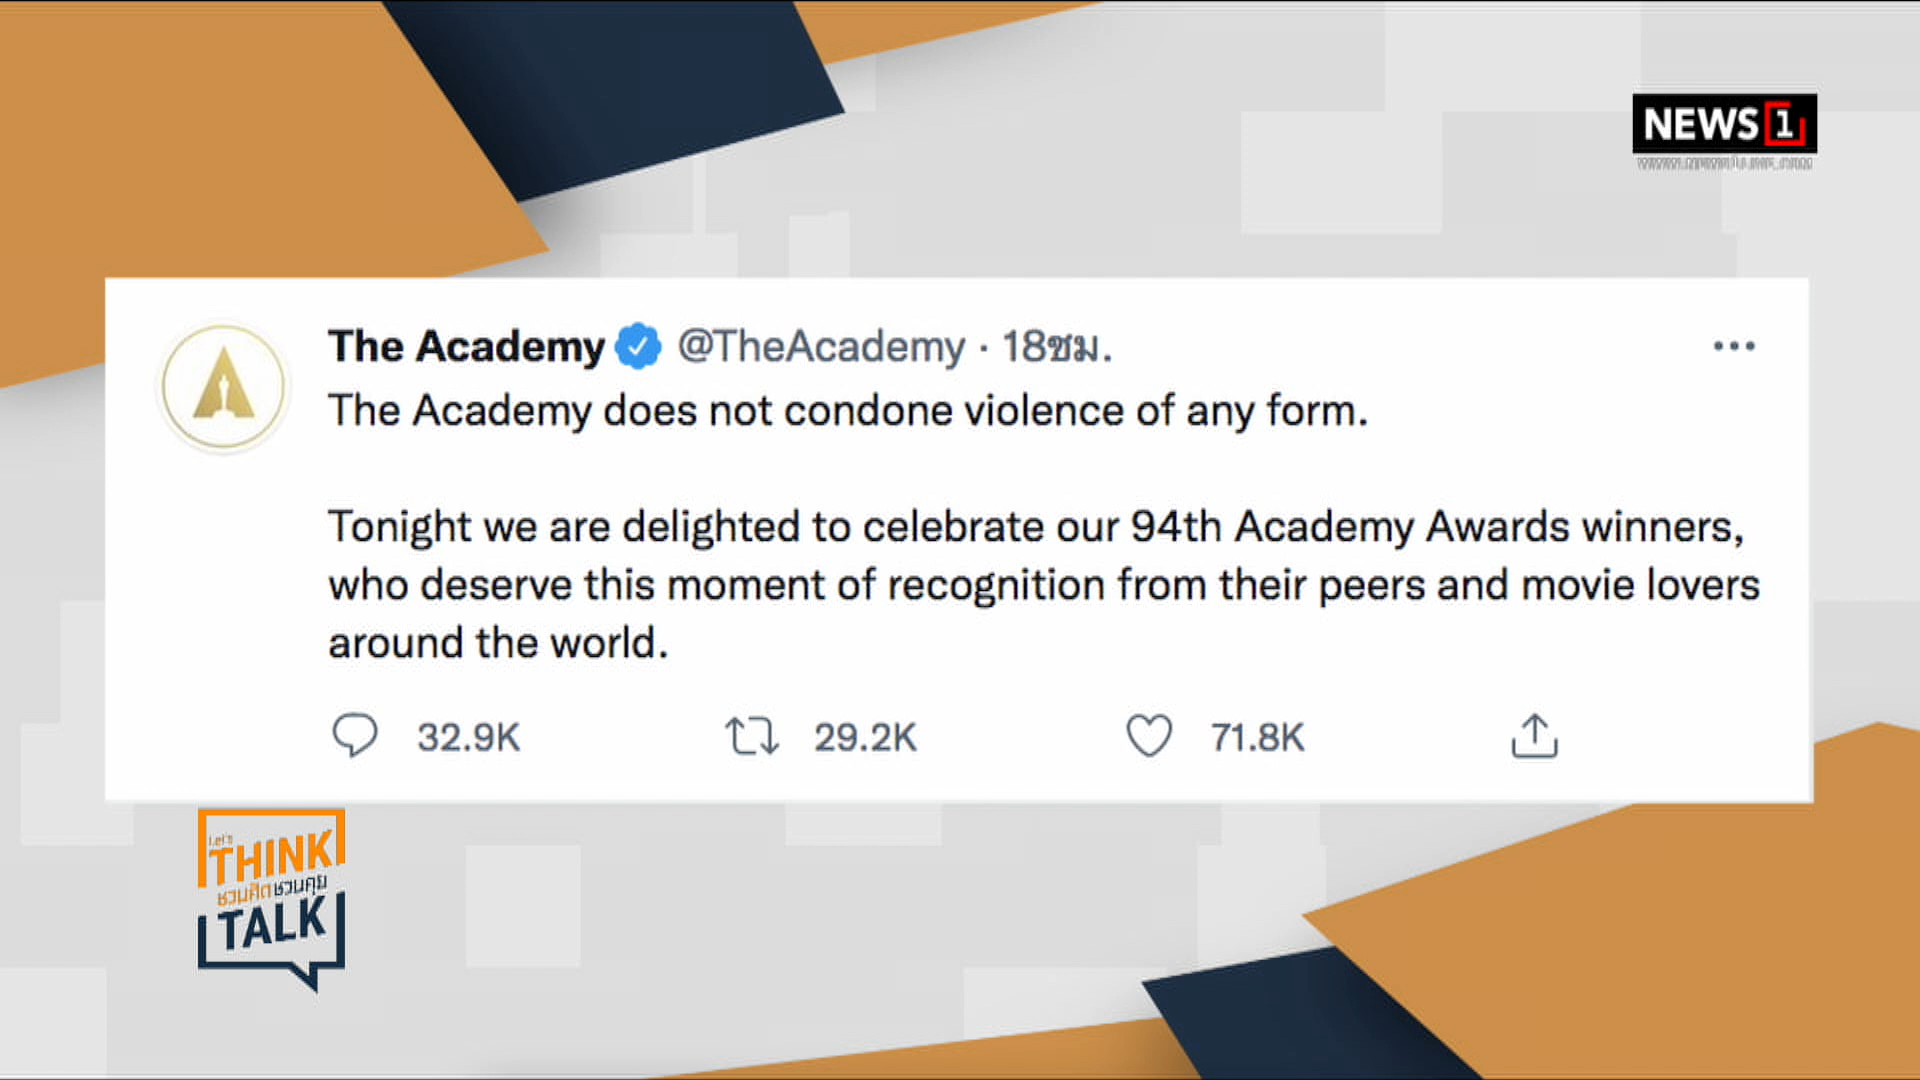 NEWS 1
The Academy @TheAcademy · 18ชม.
The Academy does not condone violence of any form.
Tonight we are delighted to celebrate our 94th Academy Awards winners,
who deserve this moment of recognition from their peers and movie lovers
around the world.
32.9K 29.2K 71.8K
Let's
THINK
ชวนคิด ชวนคุย
TALK